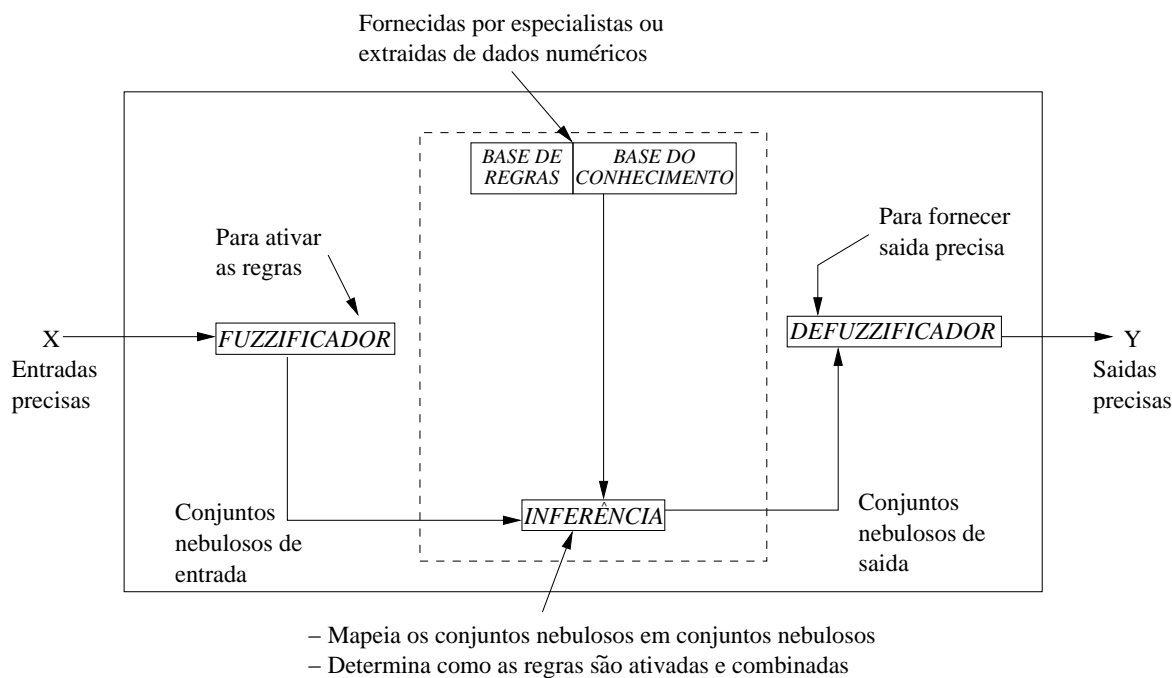 Fornecidas por especialistas ou
extraidas de dados numéricos
BASE DE
REGRAS
BASE DO
CONHECIMENTO
Para ativar
as regras
Para fornecer
saida precisa
X
Entradas
precisas
FUZZIFICADOR
DEFUZZIFICADOR
Y
Saidas
precisas
Conjuntos
nebulosos de
entrada
INFERÊNCIA
Conjuntos
nebulosos de
saida
– Mapeia os conjuntos nebulosos em conjuntos nebulosos
– Determina como as regras são ativadas e combinadas